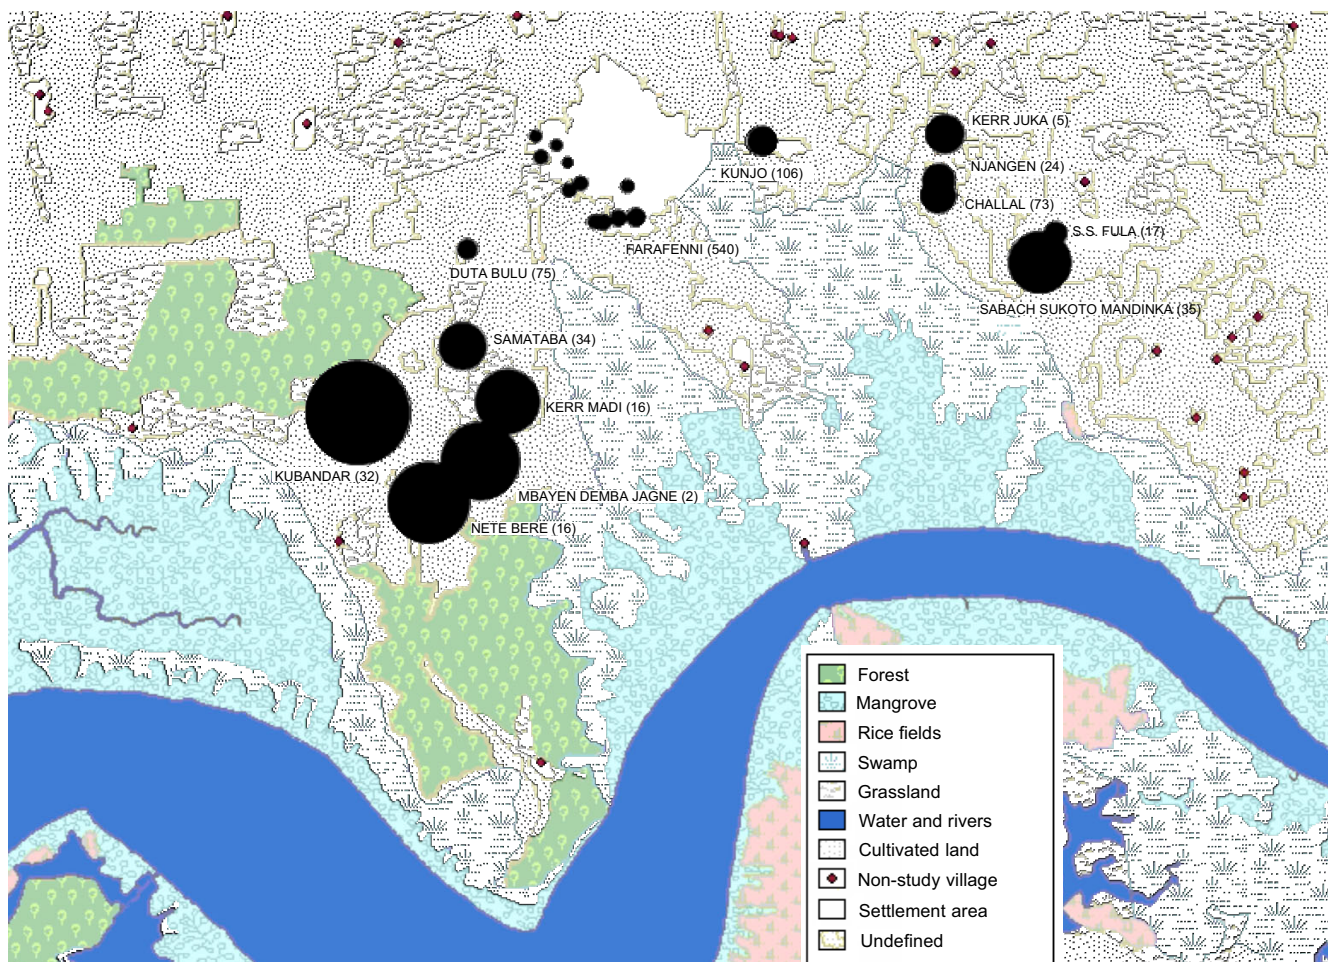 KERR JUKA (5)
NJANGEN (24)
KUNJO (106)
CHALLAL (73)
S.S. FULA (17)
FARAFENNI (540)
DUTA BULU (75)
SABACH SUKOTO MANDINKA (35)
SAMATABA (34)
KERR MADI (16)
KUBANDAR (32)
MBAYEN DEMBA JAGNE (2)
NETE BERE (16)
Forest
Mangrove
Rice fields
Swamp
Grassland
Water and rivers
Cultivated land
Non-study village
Settlement area
Undefined